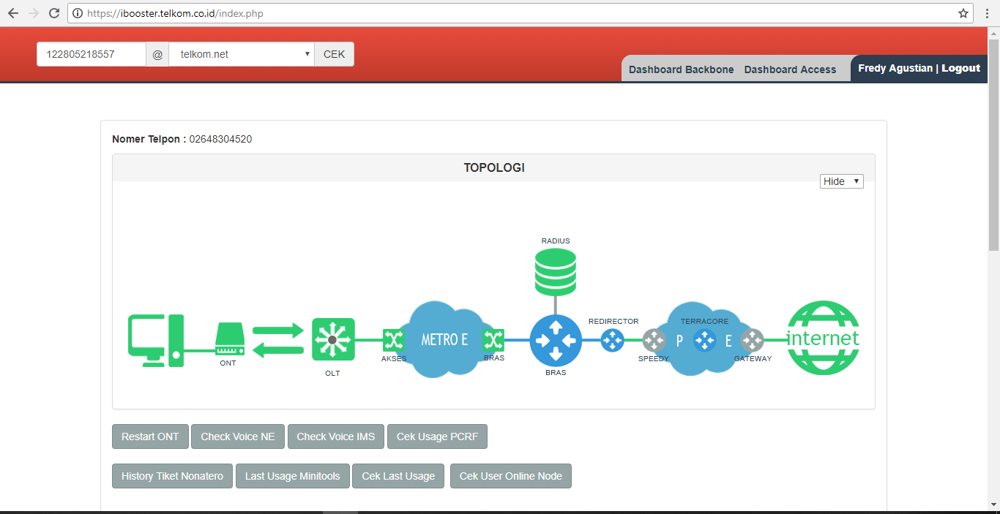 https://ibooster.telkom.co.id/index.php
122805218557 @ telkom.net CEK
Dashboard Backbone Dashboard Access Fredy Agustian | Logout
Nomer Telpon : 02648304520
TOPOLOGI
Hide
RADIUS
REDIRECTOR
TERRACORE
METRO E
P E
internet
AKSES
BRAS
SPEEDY
GATEWAY
ONT
OLT
BRAS
Restart ONT Check Voice NE Check Voice IMS Cek Usage PCRF
History Tiket Nonatero Last Usage Minitools Cek Last Usage Cek User Online Node